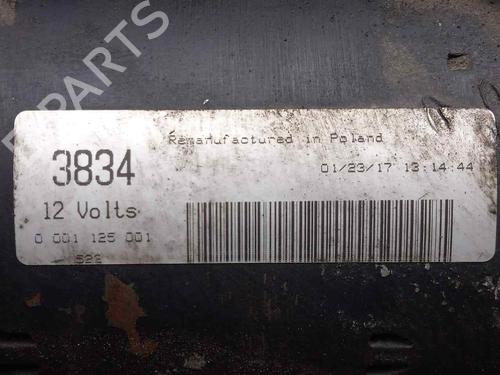 Remanufactured in Poland
3834
01/23/17 13:14:44
12 Volts
0 001 125 001
522
B-PARTS